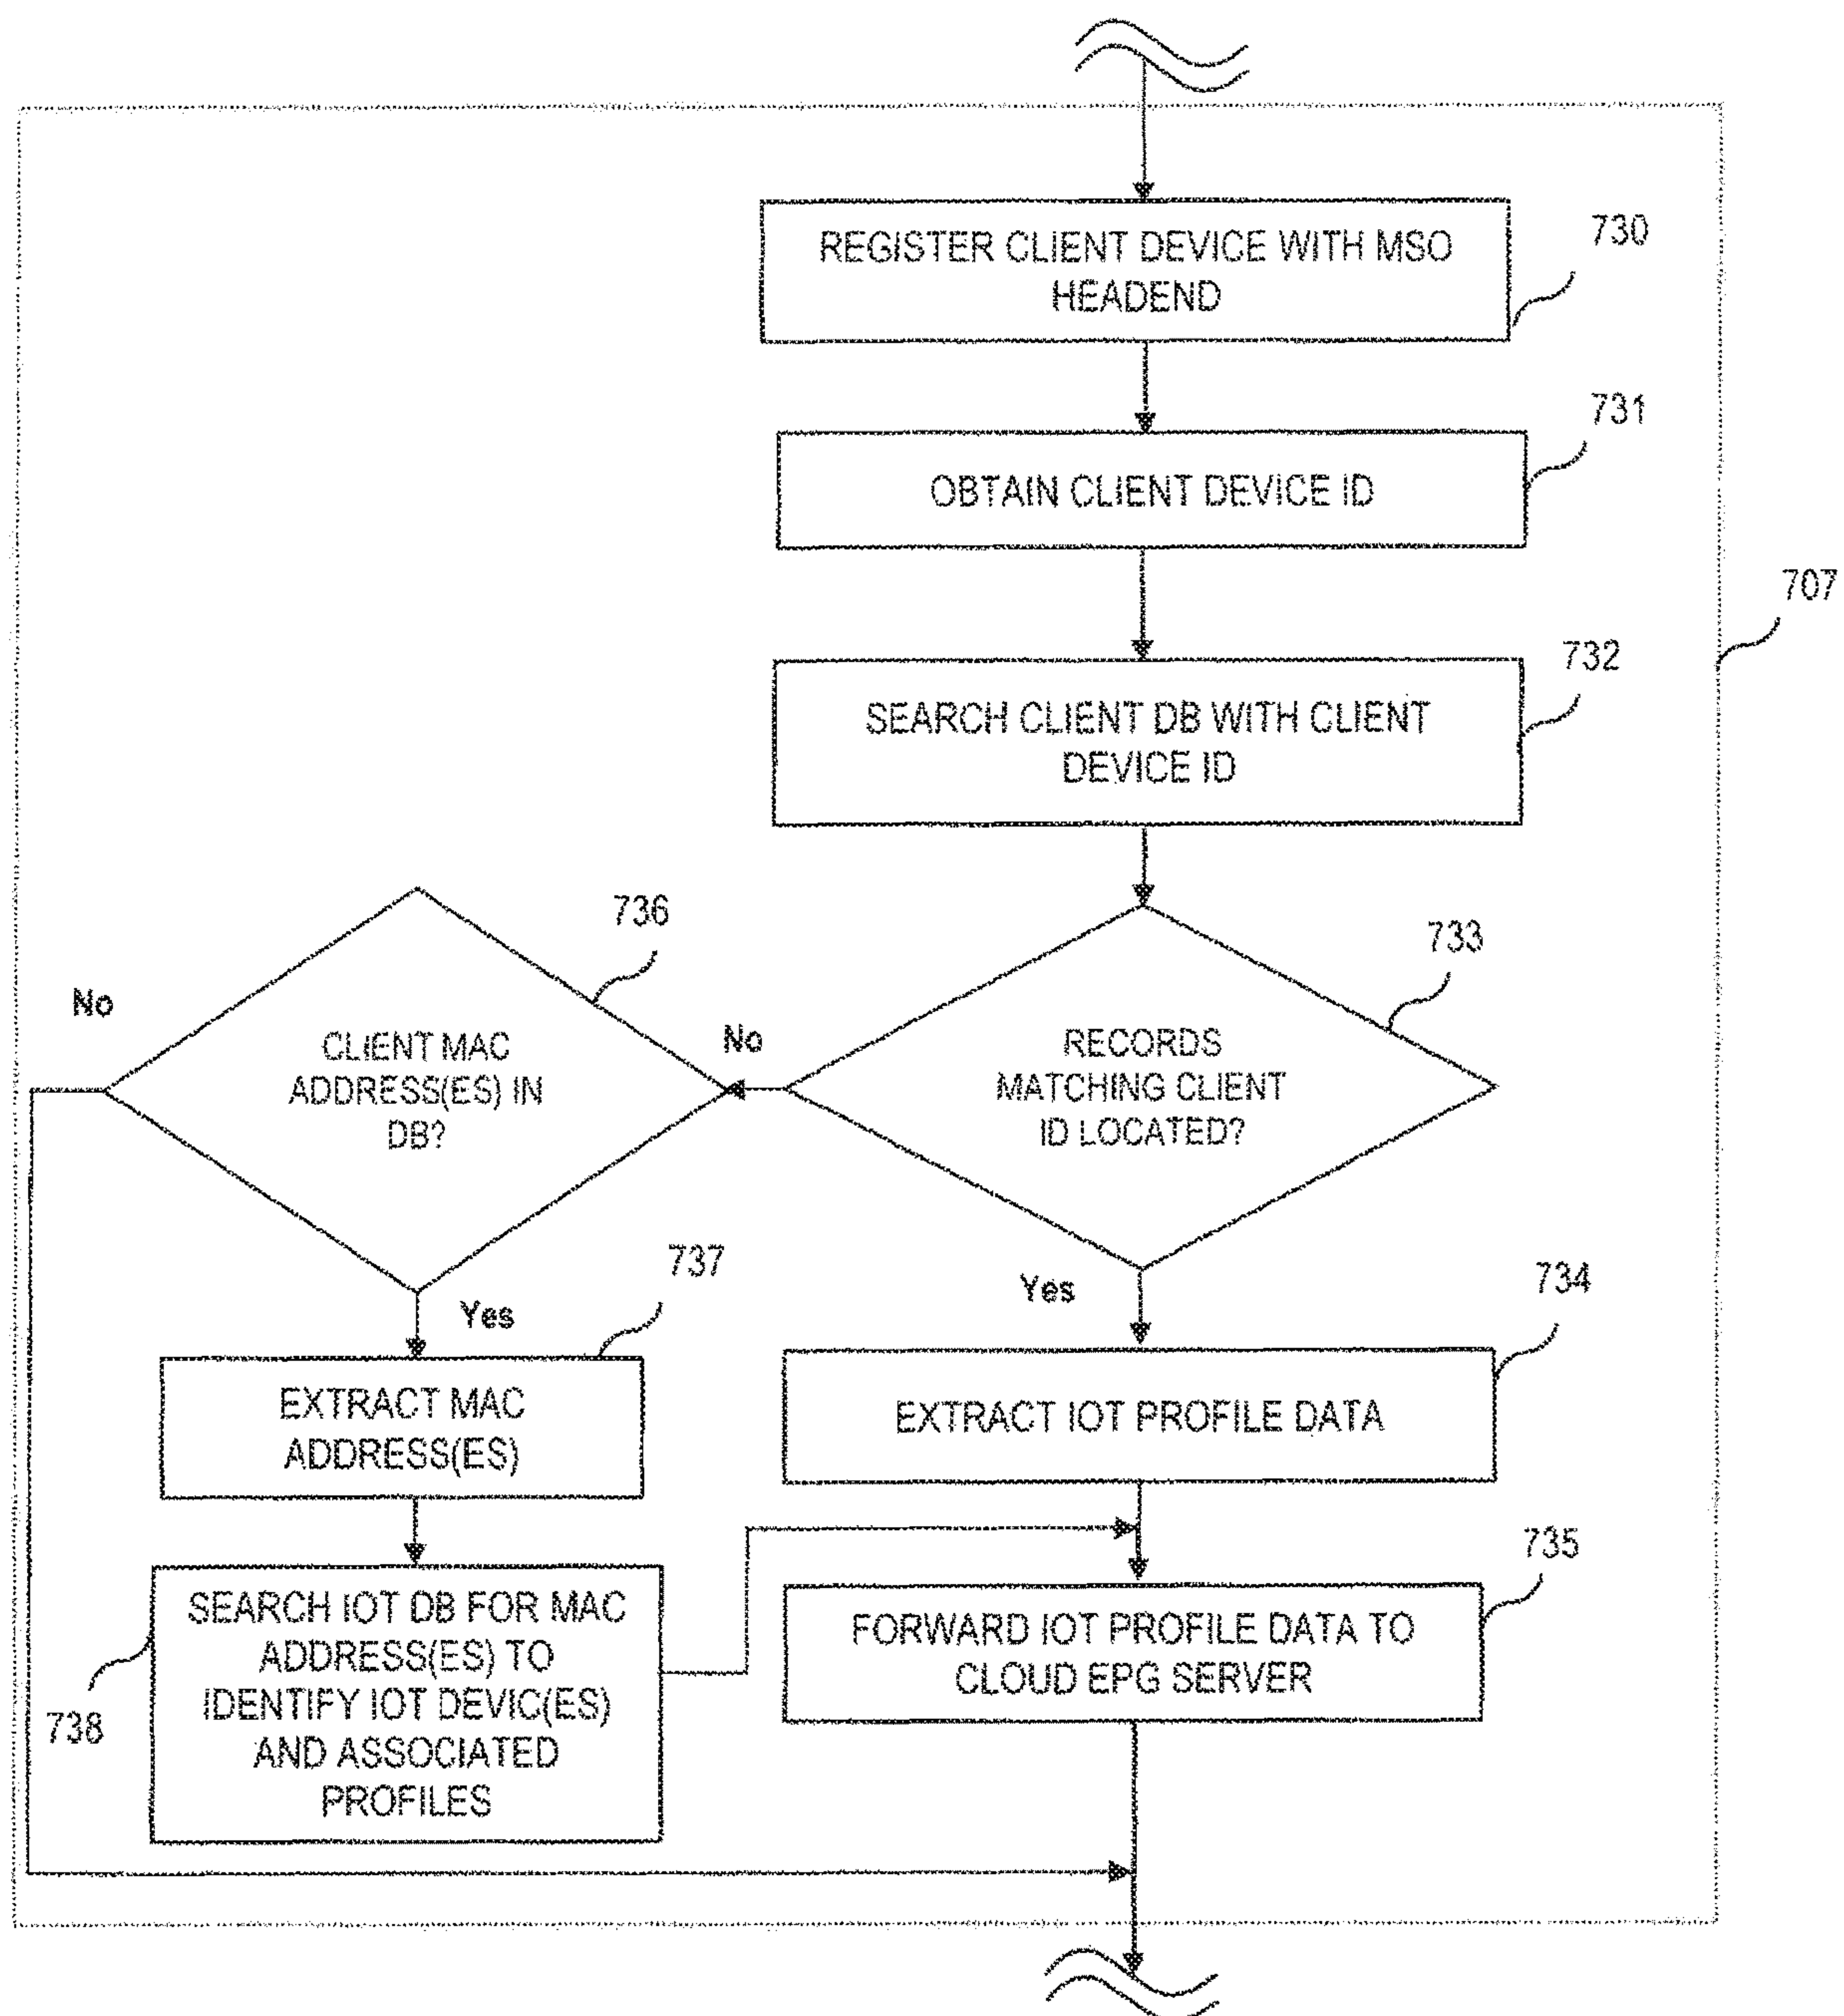 REGISTER CLIENT DEVICE WITH MSO
HEADEND
730
OBTAIN CLIENT DEVICE ID
731
707
SEARCH CLIENT DB WITH CLIENT
DEVICE ID
732
RECORDS
MATCHING CLIENT
ID LOCATED?
733
No
CLIENT MAC
ADDRESS(ES) IN
DB?
736
No
Yes
Yes
EXTRACT MAC
ADDRESS(ES)
737
EXTRACT IOT PROFILE DATA
734
SEARCH IOT DB FOR MAC
ADDRESS(ES) TO
IDENTIFY IOT DEVIC(ES)
AND ASSOCIATED
PROFILES
738
FORWARD IOT PROFILE DATA TO
CLOUD EPG SERVER
735